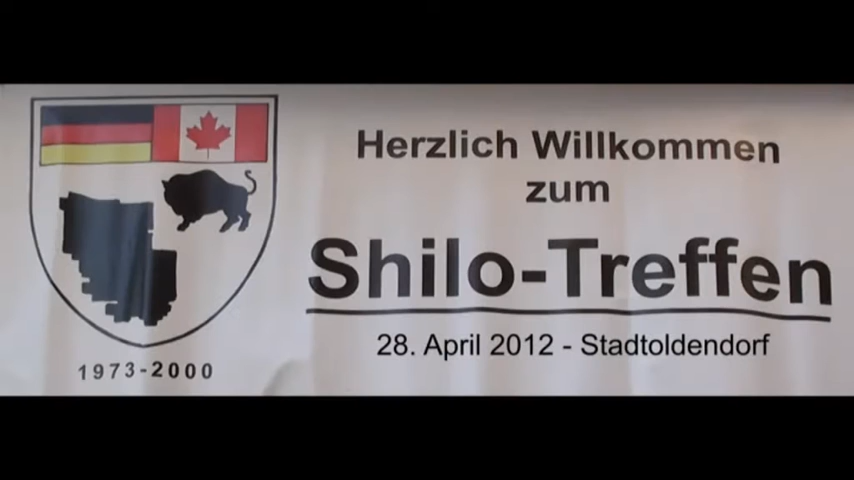 Herzlich Willkommen
zum
Shilo-Treffen
28. April 2012 - Stadtoldendorf
1973-2000